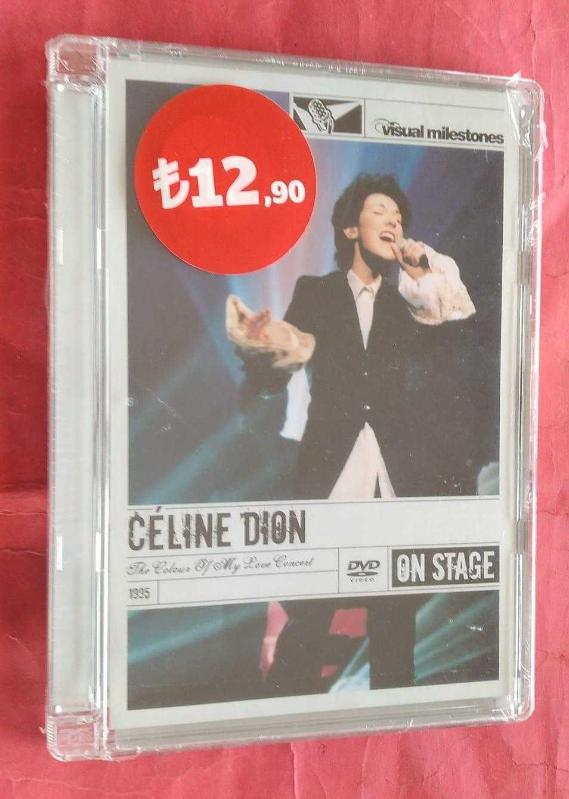 ₺12,90
visual milestones
CÉLINE DION
The Colour Of My Love Concert
DVD
VIDEO
ON STAGE
1995